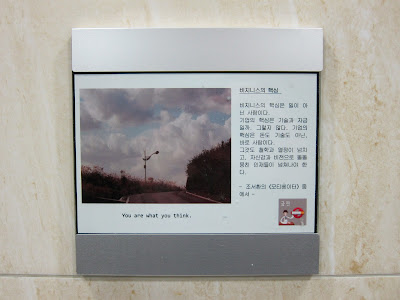 비지니스의 핵심
비지니스의 핵심은 일이 아
닌 사람이다.
기업의 핵심은 기술과 자금
일까. 그렇지 않다. 기업의
핵심은 돈도 기술도 아닌,
바로 사람이다.
그것도 철학과 열정이 넘치
고, 자신감과 비전으로 똘똘
뭉친 인재들이 넘쳐나야 한
다.
- 조서환의 《모티베이터》 중
에서 -
You are what you think.
금연